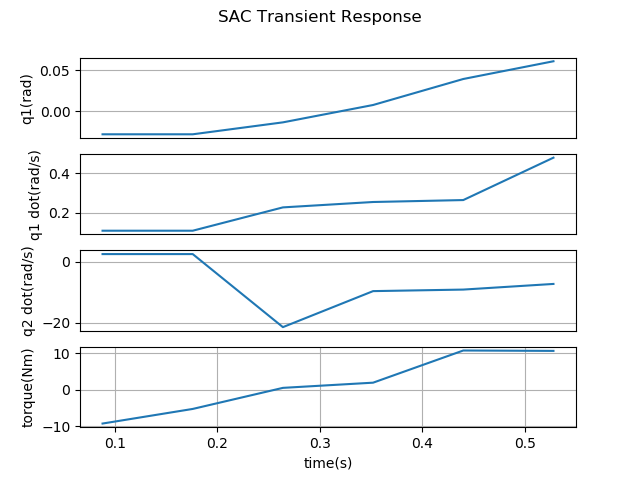 SAC Transient Response
0.05
0.00
q1(rad)
0.4
0.2
q1 dot(rad/s)
0
−20
q2 dot(rad/s)
10
0
−10
torque(Nm)
0.1 0.2 0.3 0.4 0.5
time(s)